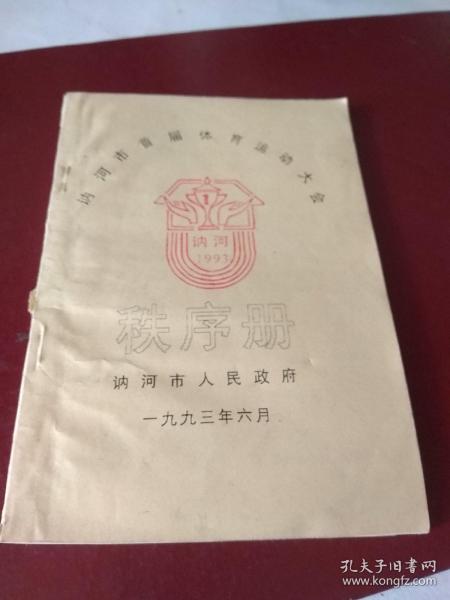 讷河市首届体育运动大会
1
讷河
1993
秩序册
讷河市人民政府
一九九三年六月
孔夫子旧书网
www.kongfz.com